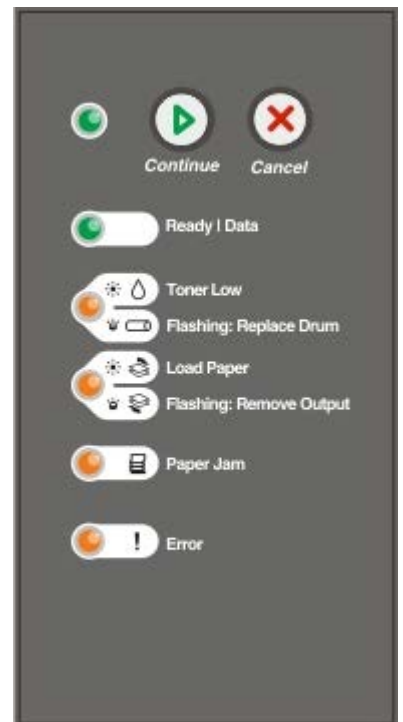 Continue Cancel
Ready | Data
Toner Low
Flashing: Replace Drum
Load Paper
Flashing: Remove Output
Paper Jam
! Error